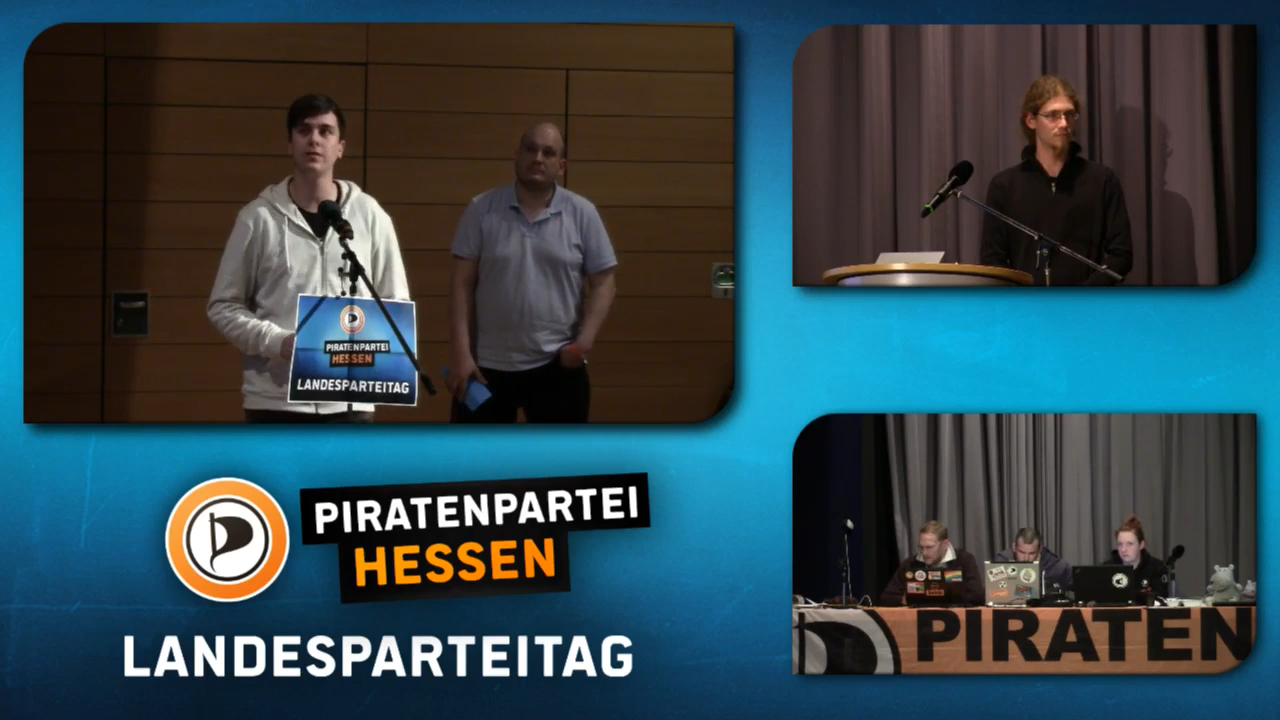 PIRATENPARTEI
HESSEN
LANDESPARTEITAG
PIRATENPARTEI
HESSEN
LANDESPARTEITAG
PIRATEN